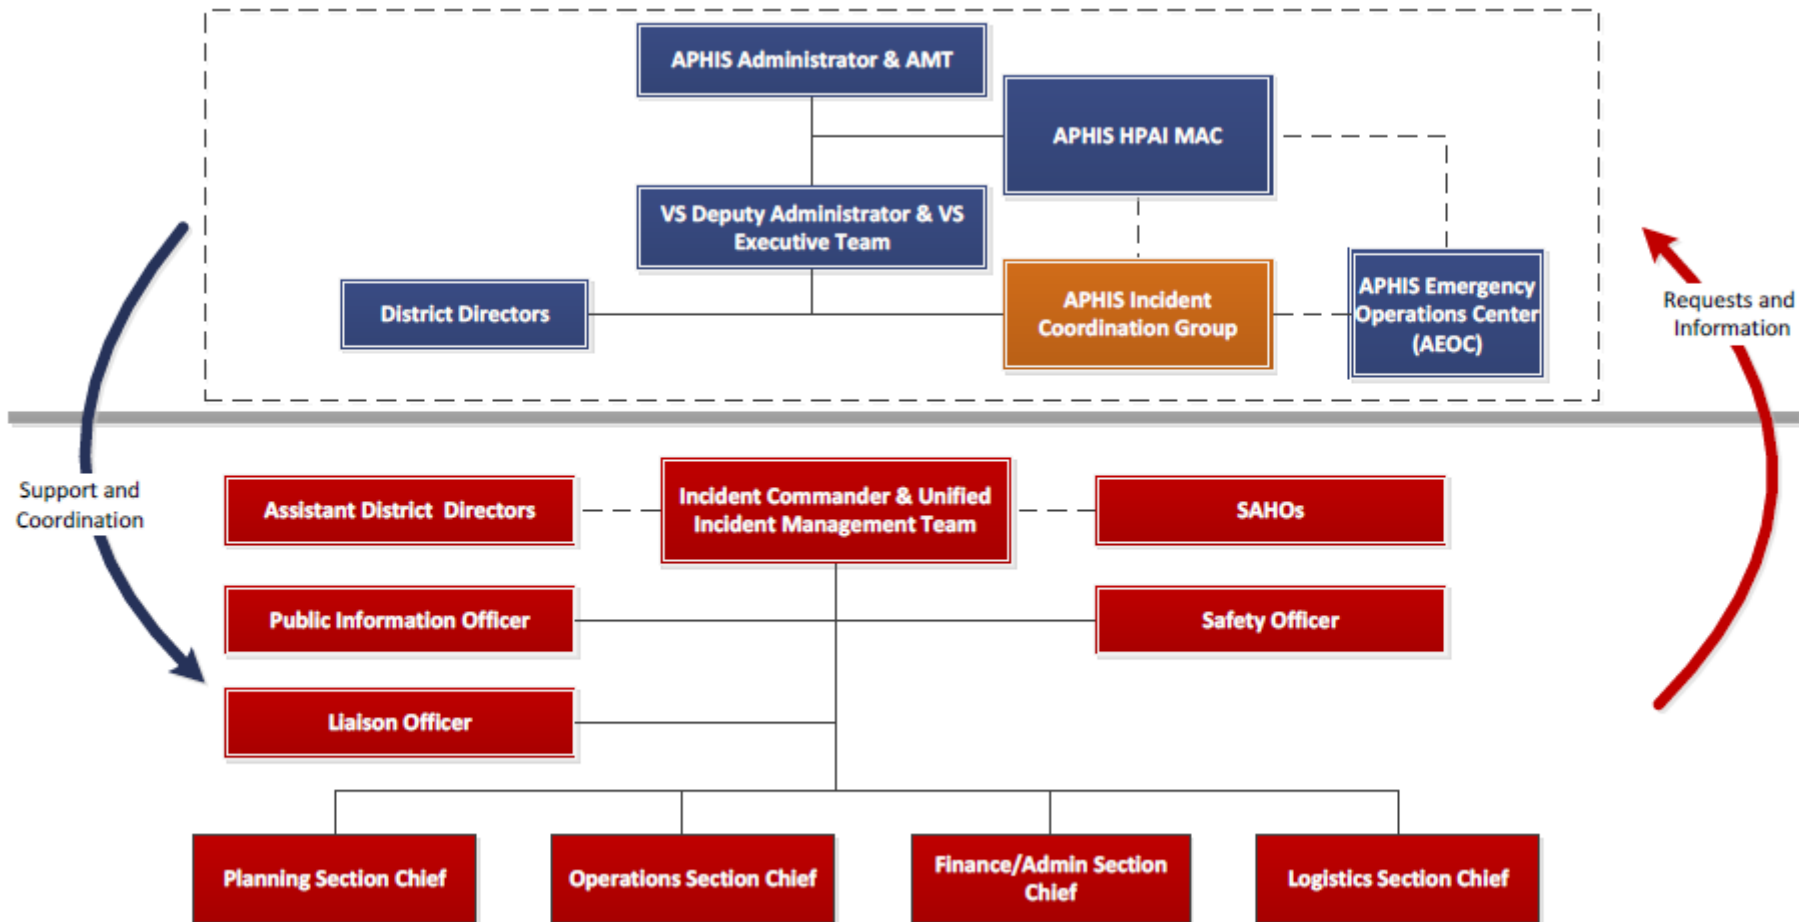 APHIS Administrator & AMT
APHIS HPAI MAC
VS Deputy Administrator & VS
Executive Team
District Directors
APHIS Incident
Coordination Group
APHIS Emergency
Operations Center
(AEOC)
Requests and
Information
Support and
Coordination
Assistant District Directors
Incident Commander & Unified
Incident Management Team
SAHOs
Public Information Officer
Safety Officer
Liaison Officer
Planning Section Chief
Operations Section Chief
Finance/Admin Section
Chief
Logistics Section Chief